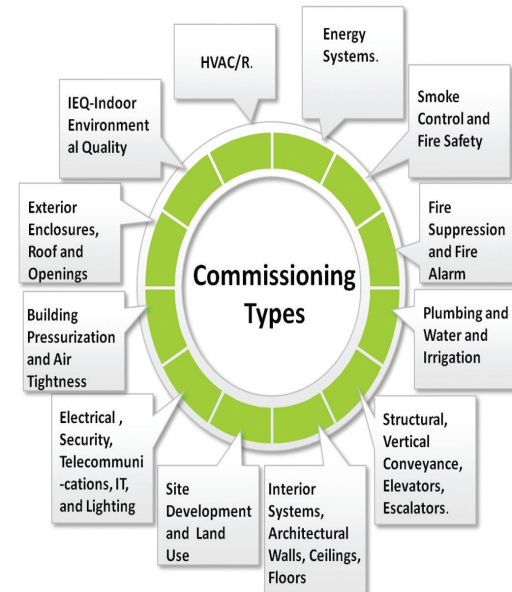 Commissioning
Types
HVAC/R.
Energy
Systems.
Smoke
Control and
Fire Safety
Fire
Suppression
and Fire
Alarm
Plumbing and
Water and
Irrigation
Structural,
Vertical
Conveyance,
Elevators,
Escalators.
Interior
Systems,
Architectural
Walls, Ceilings,
Floors
Site
Development
and Land
Use
Electrical ,
Security,
Telecommuni
-cations, IT,
and Lighting
Building
Pressurization
and Air
Tightness
Exterior
Enclosures,
Roof and
Openings
IEQ-Indoor
Environment
al Quality